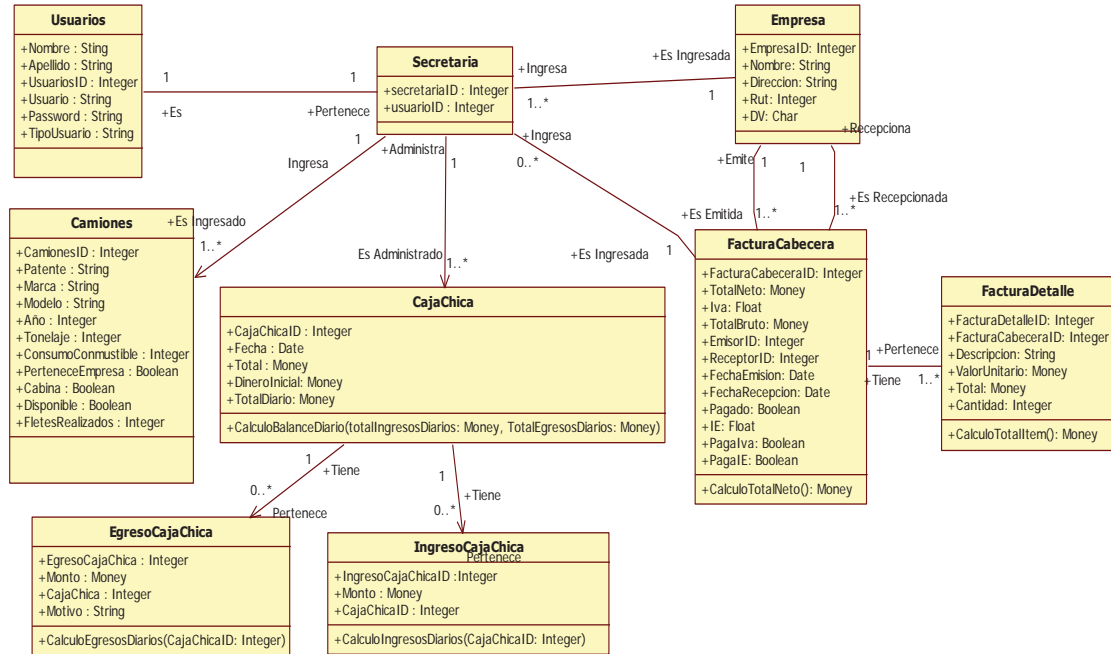 Usuarios
+Nombre : Sting
+Apellido : String
+UsuariosID : Integer
+Usuario : String
+Password : String
+TipoUsuario : String
1
+Es
1
+Pertenece
Secretaria
+secretariaID : Integer
+usuarioID : Integer
+Ingresa
1..*
+Es Ingresada
1
Empresa
+EmpresaID: Integer
+Nombre: String
+Direccion: String
+Rut: Integer
+DV: Char
+Emite
1
1
+Recepciona
+Es Emitida
1..*
+Es Recepcionada
1..*
Ingresa
1
+Administra
1
+Ingresa
0..*
+Es Ingresado
1..*
Es Administrado
1..*
+Es Ingresada
1
Camiones
+CamionesID : Integer
+Patente : String
+Marca : String
+Modelo : String
+Año : Integer
+Tonelaje : Integer
+ConsumoConmustible : Integer
+PerteneceEmpresa : Boolean
+Cabina : Boolean
+Disponible : Boolean
+FletesRealizados : Integer
CajaChica
+CajaChicaID : Integer
+Fecha : Date
+Total : Money
+DineroInicial: Money
+TotalDiario: Money
+CalculoBalanceDiario(totalIngresosDiarios: Money, TotalEgresosDiarios: Money)
FacturaCabecera
+FacturaCabeceraID: Integer
+TotalNeto: Money
+Iva: Float
+TotalBruto: Money
+EmisorID: Integer
+ReceptorID: Integer
+FechaEmision: Date
+FechaRecepcion: Date
+Pagado: Boolean
+IE: Float
+PagaIva: Boolean
+PagaIE: Boolean
+CalculoTotalNeto(): Money
+Pertenece
1
+Tiene
1..*
FacturaDetalle
+FacturaDetalleID: Integer
+FacturaCabeceraID: Integer
+Descripcion: String
+ValorUnitario: Money
+Total: Money
+Cantidad: Integer
+CalculoTotalItem(): Money
1
+Tiene
0..*
Pertenece
1
+Tiene
0..*
Pertenece
EgresoCajaChica
+EgresoCajaChica : Integer
+Monto : Money
+CajaChica : Integer
+Motivo : String
+CalculoEgresosDiarios(CajaChicaID: Integer)
IngresoCajaChica
+IngresoCajaChicaID :Integer
+Monto : Money
+CajaChicaID : Integer
+CalculoIngresosDiarios(CajaChicaID: Integer)